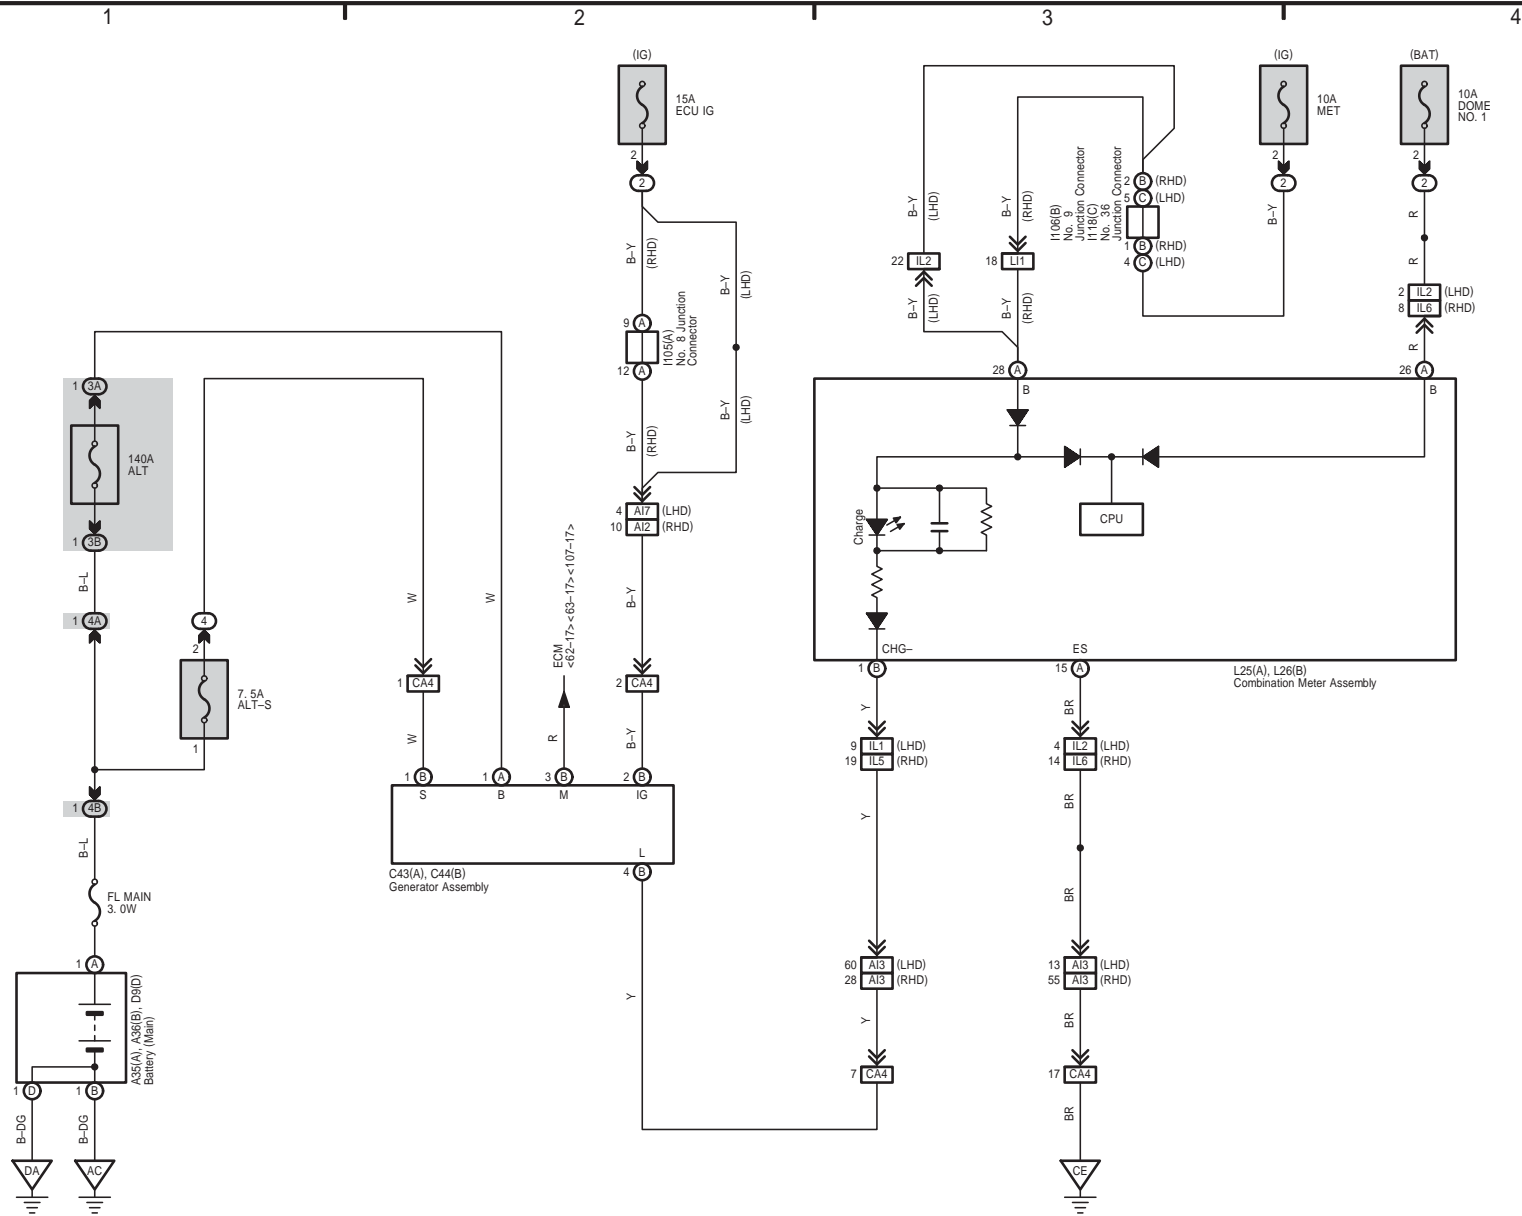 1
2
3
4
(IG)
15A
ECU IG
2
2
(IG)
10A
MET
2
2
(BAT)
10A
DOME
NO. 1
2
2
B–Y
(RHD)
B–Y
(LHD)
9
A
I105(A)
No. 8 Junction
Connector
12
A
B–Y
(RHD)
B–Y
(LHD)
4
AI7
(LHD)
10
AI2
(RHD)
B–Y
2
CA4
B–Y
B–Y
(LHD)
22
IL2
B–Y
(LHD)
B–Y
(RHD)
18
LI1
B–Y
(RHD)
I106(B)
No. 9
Junction Connector
I118(C)
No. 36
Junction Connector
2
B
(RHD)
5
C
(LHD)
1
B
(RHD)
4
C
(LHD)
B–Y
R
R
2
IL2
(LHD)
8
IL6
(RHD)
R
28
A
B
26
A
B
Charge
CPU
CHG–
ES
1
B
15
A
L25(A), L26(B)
Combination Meter Assembly
1
3A
140A
ALT
1
3B
B–L
1
4A
4
2
7. 5A
ALT–S
1
1
4B
B–L
FL MAIN
3. 0W
1
A
A35(A), A36(B), D9(D)
Battery (Main)
1
D
1
B
B–DG
B–DG
DA
AC
W
1
CA4
W
W
ECM
<62–17><63–17><107–17>
R
1
B
1
A
3
B
2
B
S
B
M
IG
L
C43(A), C44(B)
Generator Assembly
4
B
Y
Y
9
IL1
(LHD)
19
IL5
(RHD)
Y
60
AI3
(LHD)
28
AI3
(RHD)
Y
7
CA4
BR
4
IL2
(LHD)
14
IL6
(RHD)
BR
BR
13
AI3
(LHD)
55
AI3
(RHD)
BR
17
CA4
BR
CE